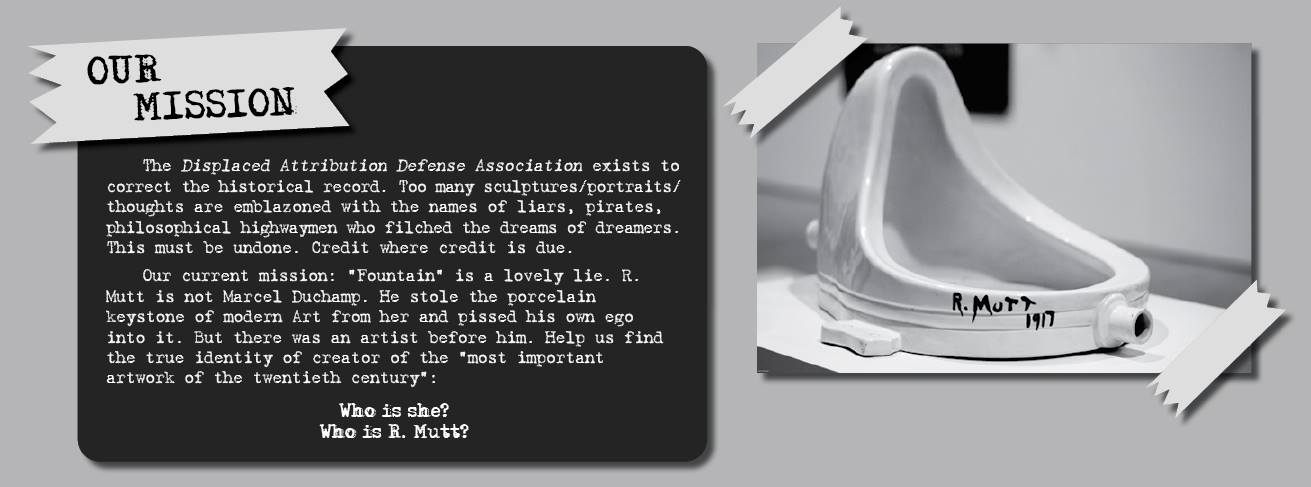 OUR
MISSION
The Displaced Attribution Defense Association exists to
correct the historical record. Too many sculptures/portraits/
thoughts are emblazoned with the names of liars, pirates,
philosophical highwaymen who filched the dreams of dreamers.
This must be undone. Credit where credit is due.
Our current mission: "Fountain" is a lovely lie. R.
Mutt is not Marcel Duchamp. He stole the porcelain
keystone of modern Art from her and pissed his own ego
into it. But there was an artist before him. Help us find
the true identity of creator of the "most important
artwork of the twentieth century":
Who is she?
Who is R. Mutt?
R. MUTT
1917